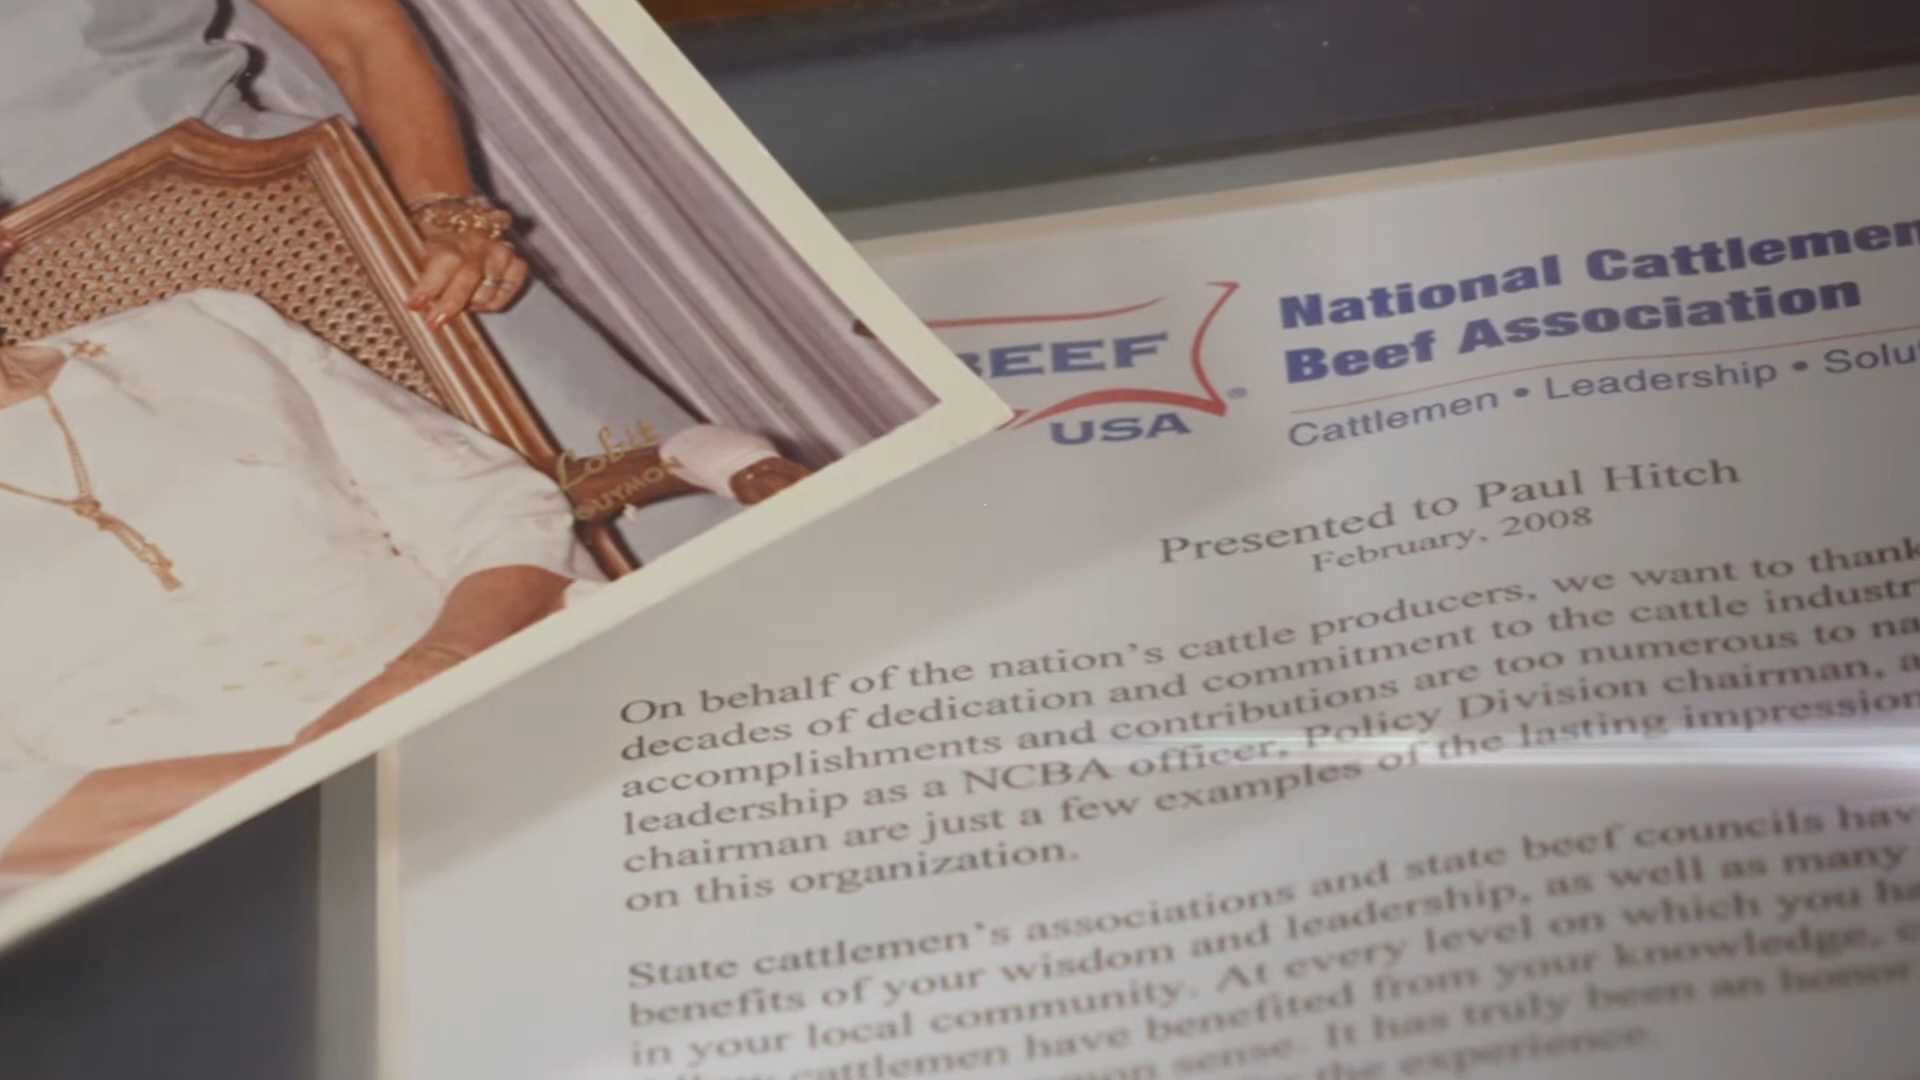 Lobit
GUYMON
BEEF
USA
®
National Cattlemen
Beef Association
Cattlemen • Leadership • Solut
Presented to Paul Hitch
February, 2008
On behalf of the nation's cattle producers, we want to thank
decades of dedication and commitment to the cattle industr
accomplishments and contributions are too numerous to na
leadership as a NCBA officer, Policy Division chairman, a
chairman are just a few examples of the lasting impression
on this organization.
State cattlemen's associations and state beef councils hav
benefits of your wisdom and leadership, as well as many
in your local community. At every level on which you ha
cattlemen have benefited from your knowledge, c
sense. It has truly been an honor
the experience.